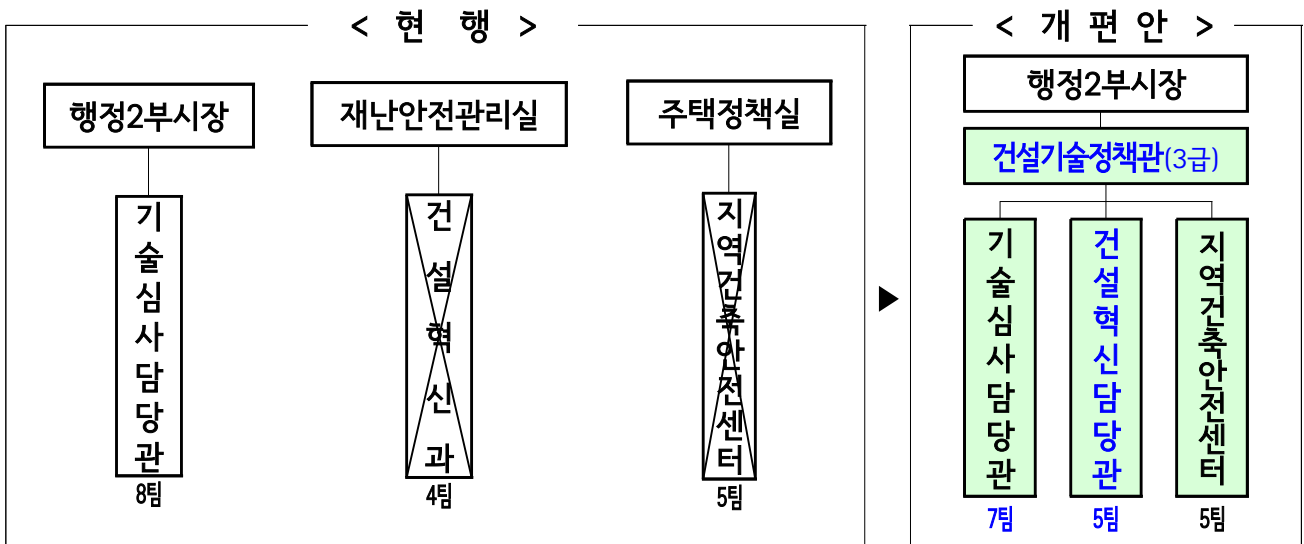 < 현 행 >
행정2부시장
재난안전관리실
주택정책실
기술심사담당관
건설혁신과
지역건축안전센터
8팀
4팀
5팀
▶
< 개 편 안 >
행정2부시장
건설기술정책관(3급)
기술심사담당관
건설혁신담당관
지역건축안전센터
7팀
5팀
5팀